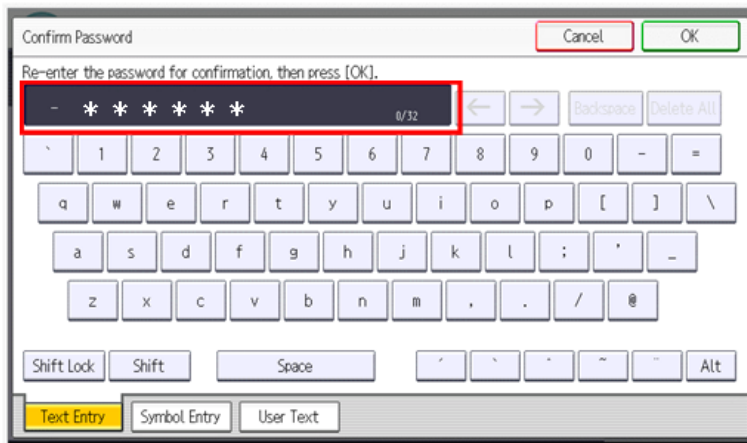 Confirm Password Cancel OK
Re-enter the password for confirmation, then press [OK].
- ****** 0/32 ← → Backspace Delete All
` 1 2 3 4 5 6 7 8 9 0 - =
q w e r t y u i o p [ ] \
a s d f g h j k l ; ' _
z x c v b n m , . / @
Shift Lock Shift Space ´ ` ^ ~ ¨ Alt
Text Entry Symbol Entry User Text